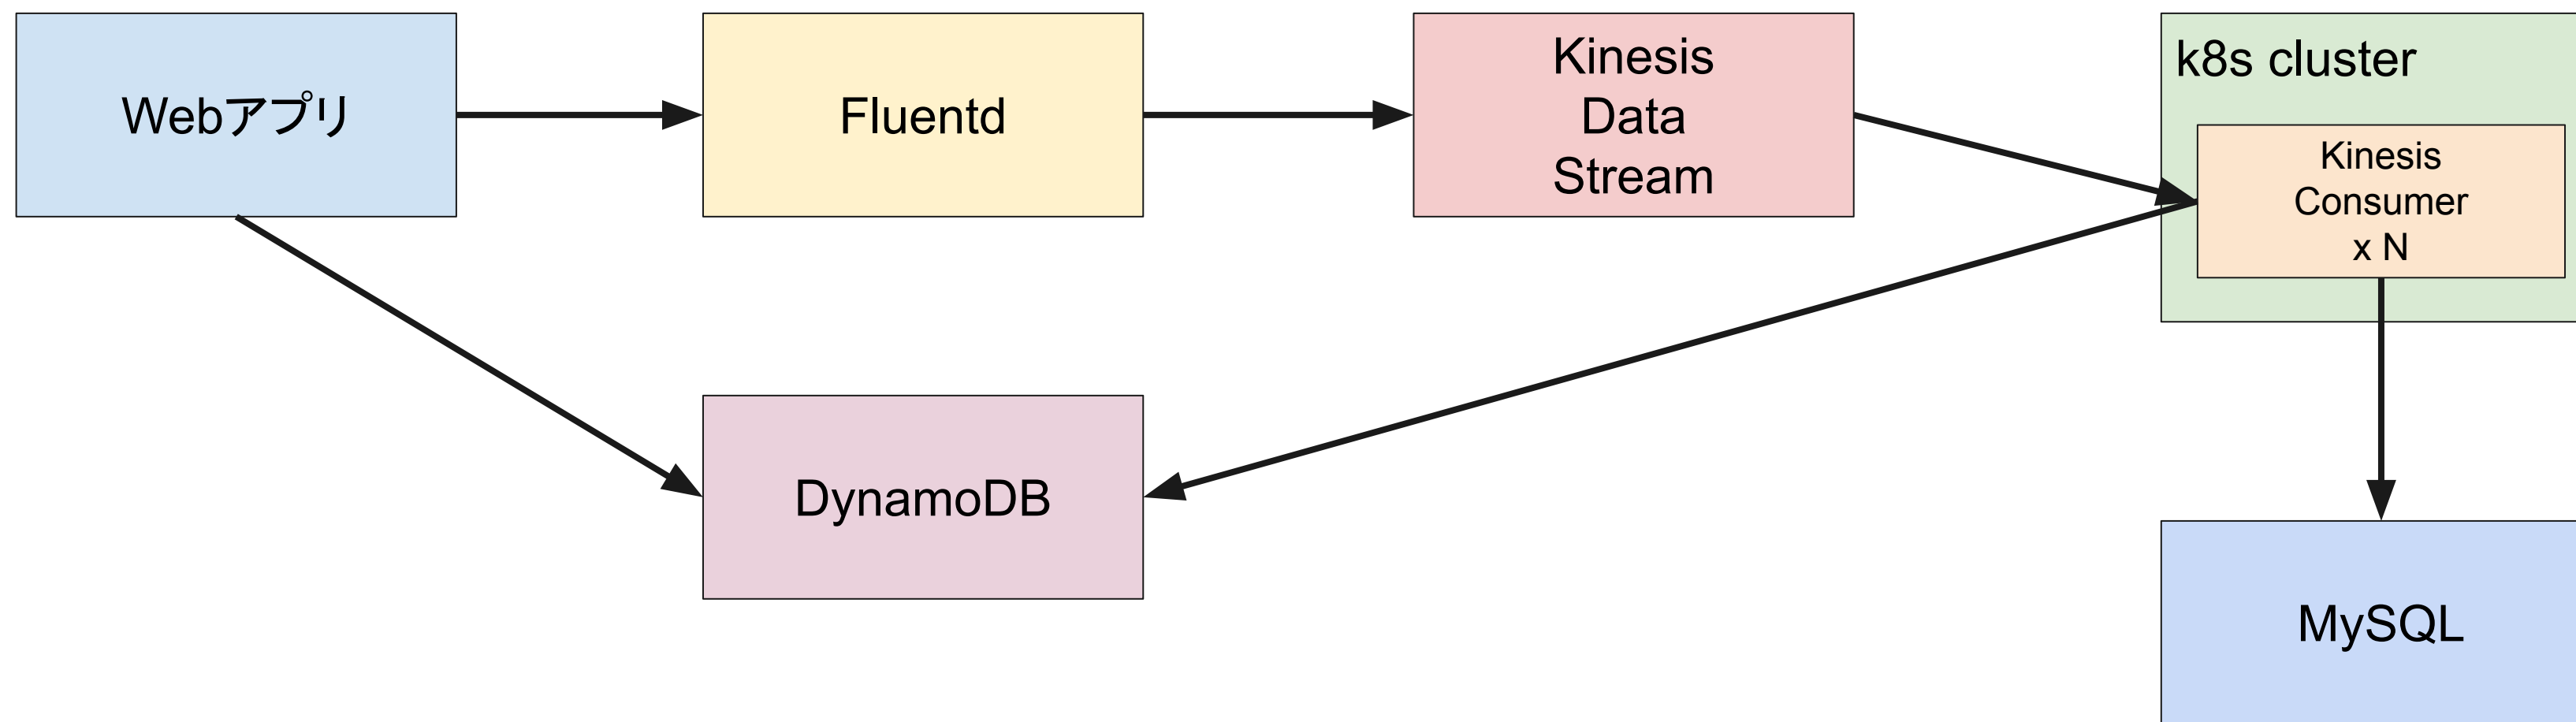 Webアプリ
Fluentd
Kinesis
Data
Stream
k8s cluster
Kinesis
Consumer
x N
DynamoDB
MySQL